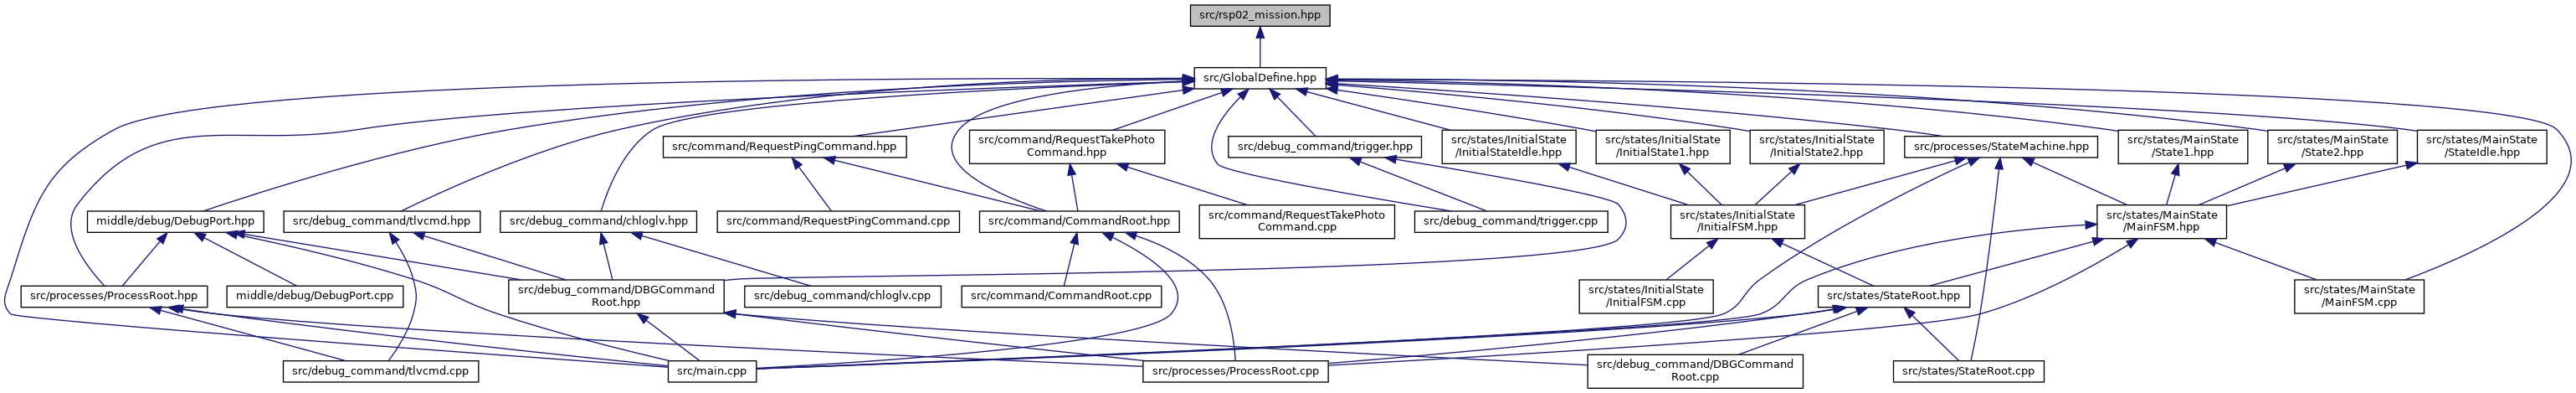 src/rsp02_mission.hpp
src/GlobalDefine.hpp
src/command/RequestPingCommand.hpp
src/command/RequestTakePhoto
Command.hpp
src/debug_command/trigger.hpp
src/states/InitialState
/InitialStateIdle.hpp
src/states/InitialState
/InitialState1.hpp
src/states/InitialState
/InitialState2.hpp
src/processes/StateMachine.hpp
src/states/MainState
/State1.hpp
src/states/MainState
/State2.hpp
src/states/MainState
/StateIdle.hpp
middle/debug/DebugPort.hpp
src/debug_command/tlvcmd.hpp
src/debug_command/chloglv.hpp
src/command/RequestPingCommand.cpp
src/command/CommandRoot.hpp
src/command/RequestTakePhoto
Command.cpp
src/debug_command/trigger.cpp
src/states/InitialState
/InitialFSM.hpp
src/states/MainState
/MainFSM.hpp
src/processes/ProcessRoot.hpp
middle/debug/DebugPort.cpp
src/debug_command/DBGCommand
Root.hpp
src/debug_command/chloglv.cpp
src/command/CommandRoot.cpp
src/states/InitialState
/InitialFSM.cpp
src/states/StateRoot.hpp
src/states/MainState
/MainFSM.cpp
src/debug_command/tlvcmd.cpp
src/main.cpp
src/processes/ProcessRoot.cpp
src/debug_command/DBGCommand
Root.cpp
src/states/StateRoot.cpp